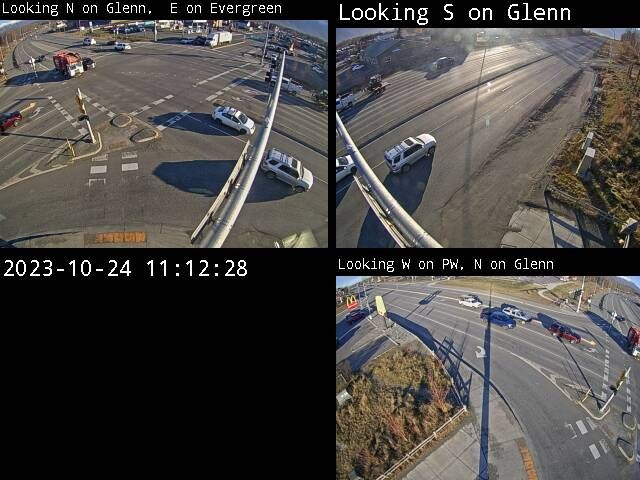 Looking N on Glenn,  E on Evergreen
Looking S on Glenn
2023-10-24 11:12:28
Looking W on PW, N on Glenn